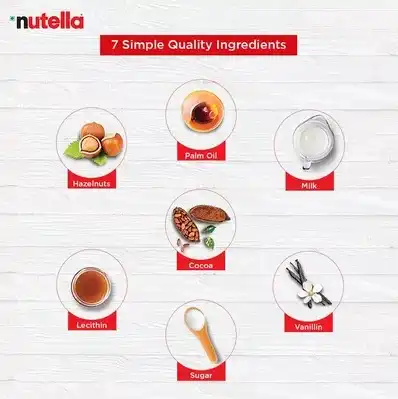 nutella
7 Simple Quality Ingredients
Palm Oil
Hazelnuts
Milk
Cocoa
Lecithin
Vanillin
Sugar